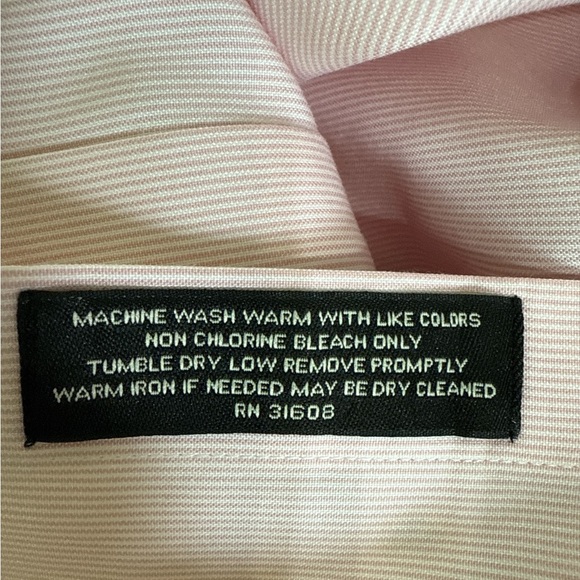 MACHINE WASH WARM WITH LIKE COLORS
NON CHLORINE BLEACH ONLY
TUMBLE DRY LOW REMOVE PROMPTLY
WARM IRON IF NEEDED MAY BE DRY CLEANED
RN 31608